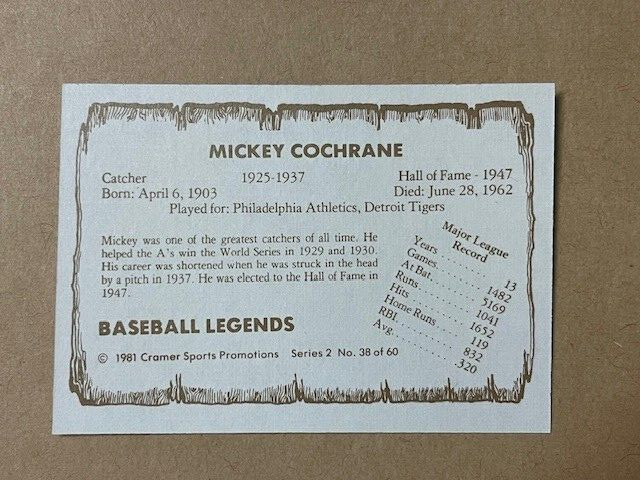 MICKEY COCHRANE
Catcher 1925-1937 Hall of Fame - 1947
Born: April 6, 1903 Died: June 28, 1962
Played for: Philadelphia Athletics, Detroit Tigers
Mickey was one of the greatest catchers of all time. He
helped the A's win the World Series in 1929 and 1930.
His career was shortened when he was struck in the head
by a pitch in 1937. He was elected to the Hall of Fame in
1947.
Major League
Record
Years . . . . . . . . 13
Games. . . . . . . 1482
At Bat. . . . . . . . 5169
Runs . . . . . . . . 1041
Hits . . . . . . . . 1652
Home Runs . . . . 119
RBI. . . . . . . . . 832
Avg. . . . . . . . . .320
BASEBALL LEGENDS
© 1981 Cramer Sports Promotions Series 2 No. 38 of 60